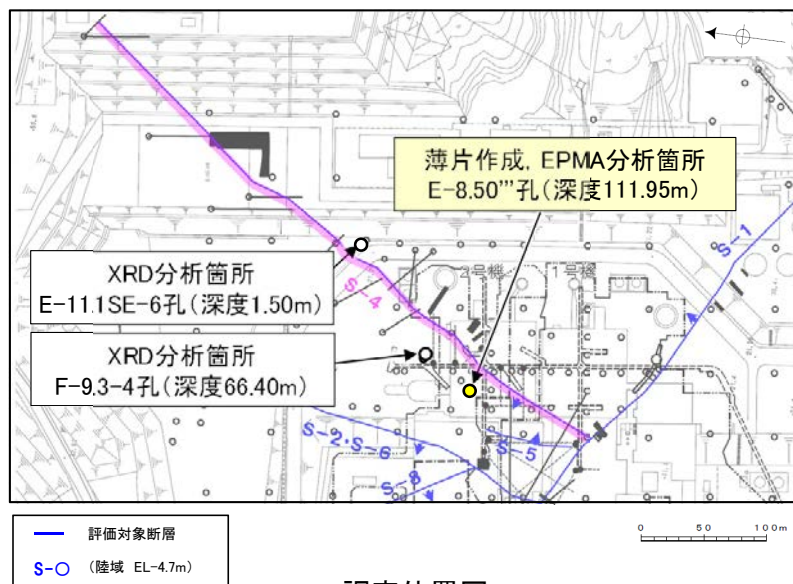 薄片作成, EPMA分析箇所
E-8.50'''孔(深度111.95m)
S-1
XRD分析箇所
E-11.1SE-6孔(深度1.50m)
S-4
2号機
1号機
XRD分析箇所
F-9.3-4孔(深度66.40m)
S-2・S-6
S-5
S-8
評価対象断層
S-○ (陸域 EL-4.7m)
0 50 100m